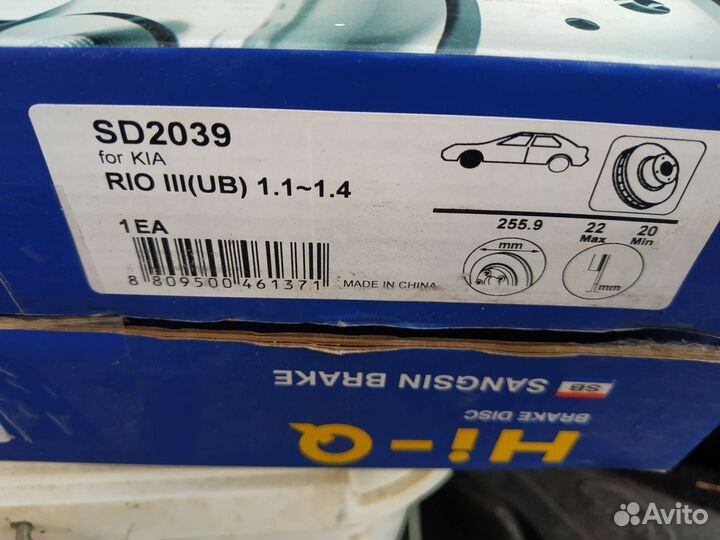 SD2039
for KIA
RIO III(UB) 1.1~1.4
1EA
8 809500 461371
MADE IN CHINA
255.9 22 Max 20 Min
mm
mm
SB SANGSIN BRAKE
BRAKE DISC
Hi-Q
Avito